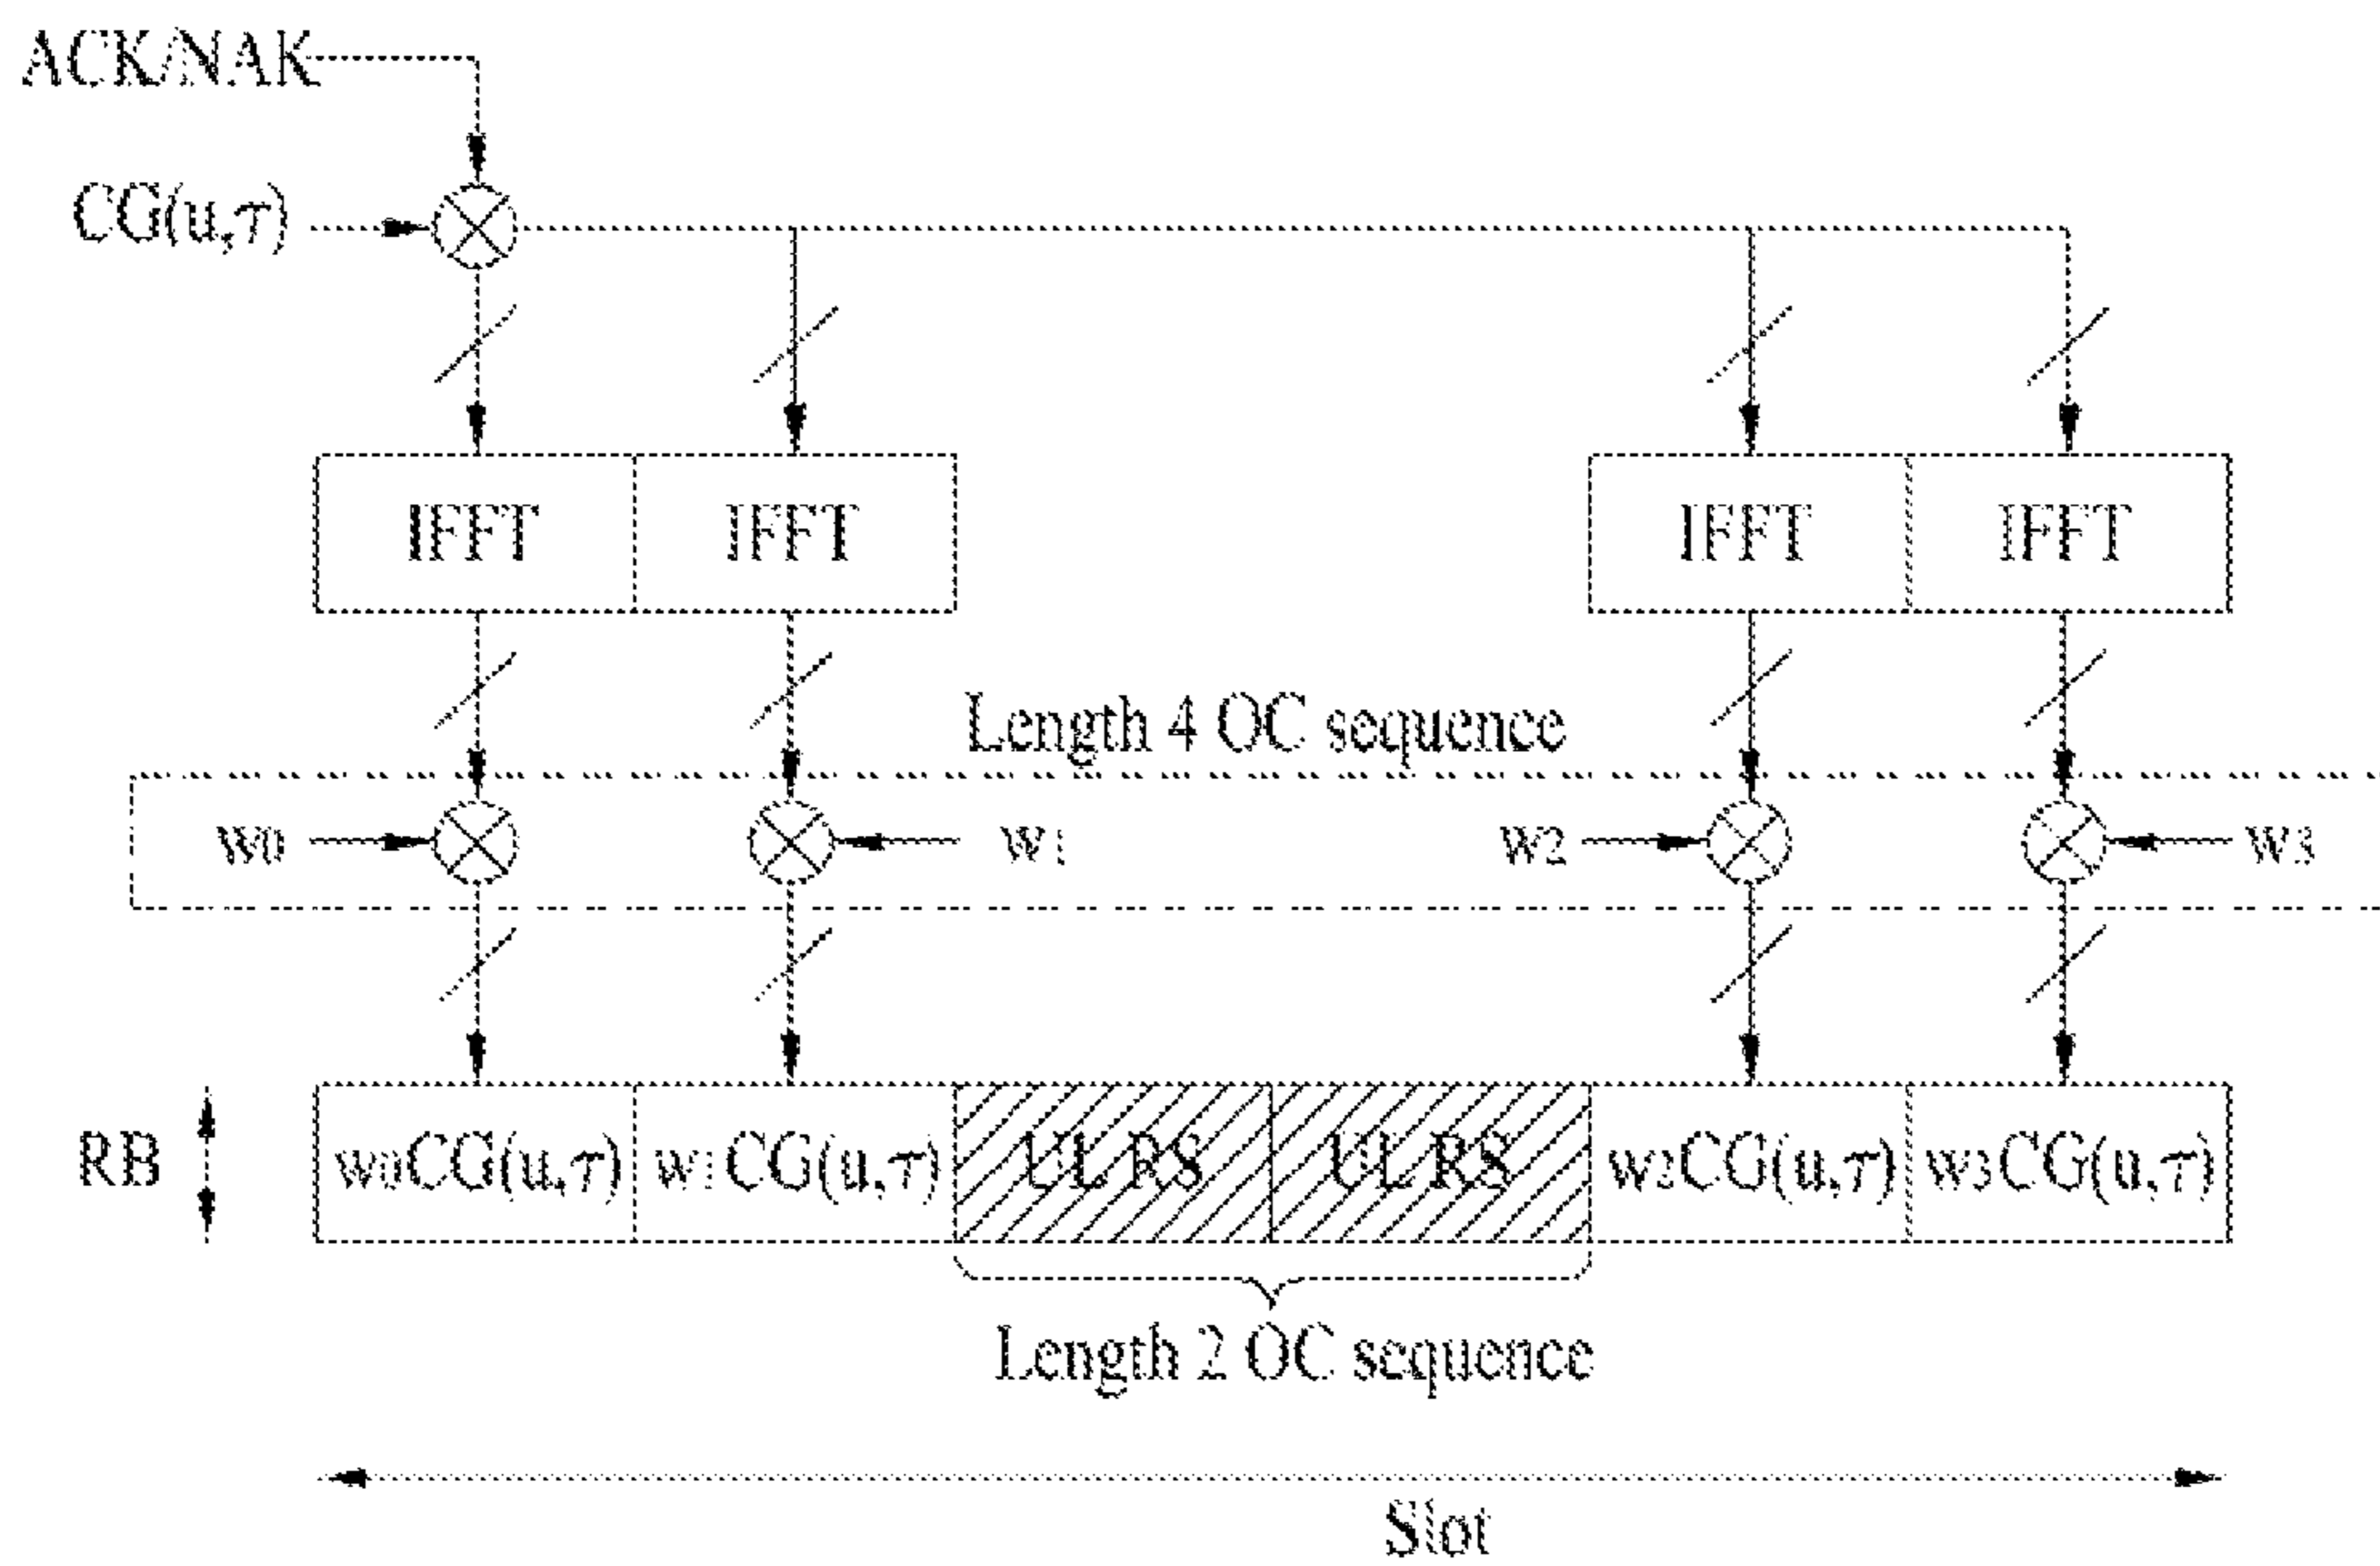 ACK/NAK
CG(u,τ)
IFFT IFFT IFFT IFFT
Length 4 OC sequence
w0 w1 w2 w3
RB w0CG(u,τ) w1CG(u,τ) UL RS UL RS w2CG(u,τ) w3CG(u,τ)
Length 2 OC sequence
Slot